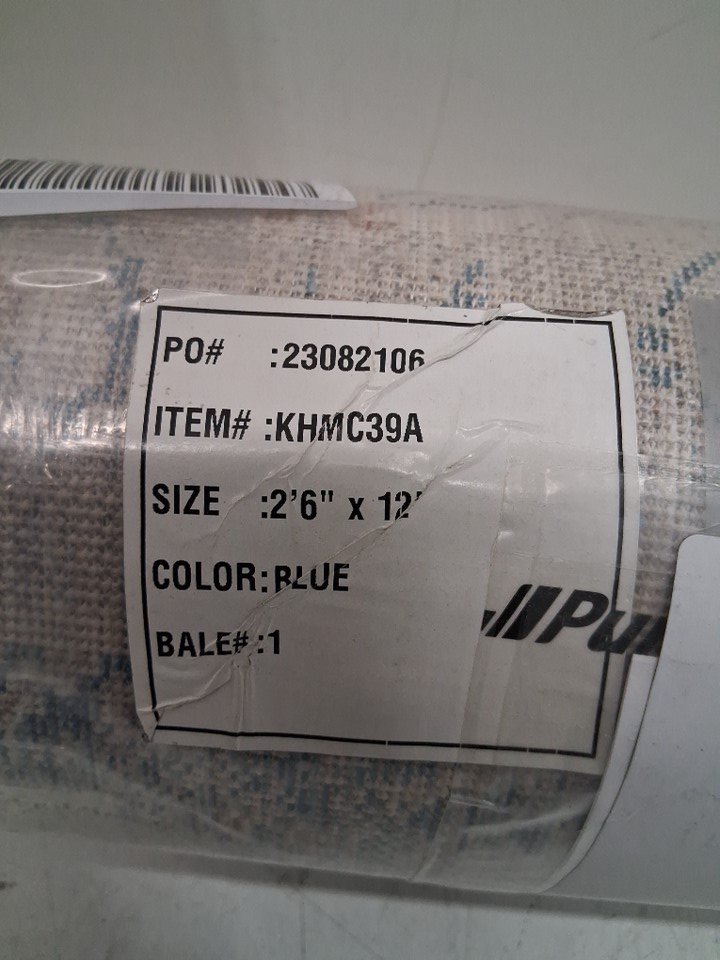 PO# :23082106
ITEM# :KHMC39A
SIZE :2'6" x 12'
COLOR:BLUE
BALE#:1